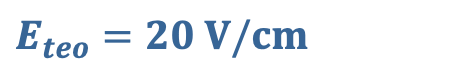 E_teo = 20 V/cm